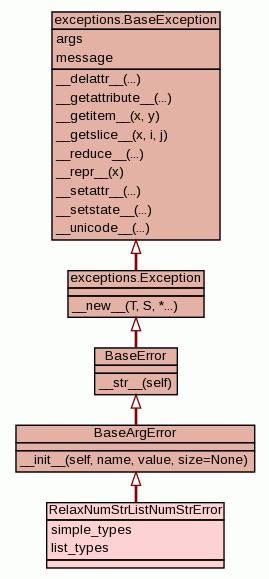 exceptions.BaseException
args
message
__delattr__(...)
__getattribute__(...)
__getitem__(x, y)
__getslice__(x, i, j)
__reduce__(...)
__repr__(x)
__setattr__(...)
__setstate__(...)
__unicode__(...)
exceptions.Exception
__new__(T, S, *...)
BaseError
__str__(self)
BaseArgError
__init__(self, name, value, size=None)
RelaxNumStrListNumStrError
simple_types
list_types